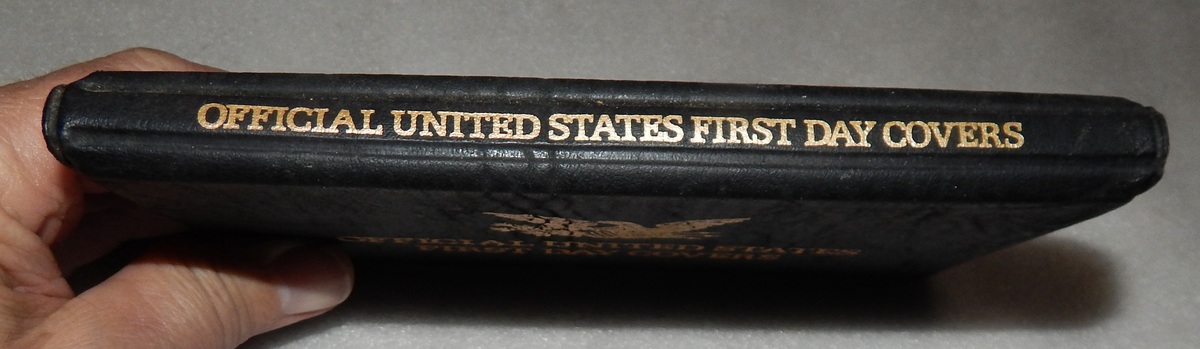 OFFICIAL UNITED STATES FIRST DAY COVERS
OFFICIAL UNITED STATES
FIRST DAY COVERS